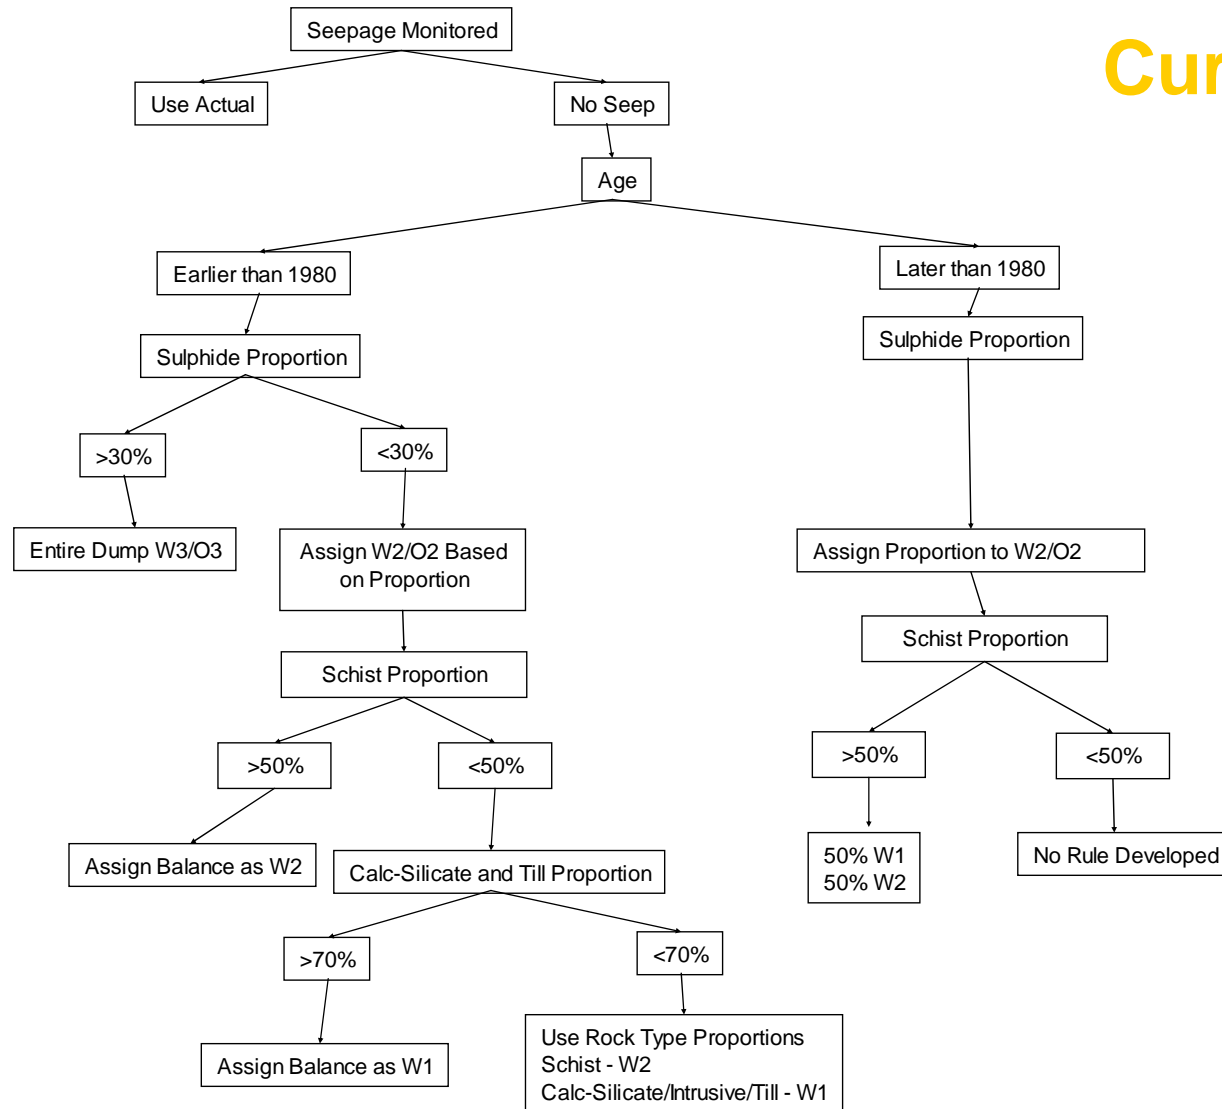 Cur
Seepage Monitored
Use Actual
No Seep
Age
Earlier than 1980
Later than 1980
Sulphide Proportion
Sulphide Proportion
>30%
<30%
Entire Dump W3/O3
Assign W2/O2 Based
on Proportion
Assign Proportion to W2/O2
Schist Proportion
Schist Proportion
>50%
<50%
>50%
<50%
Assign Balance as W2
Calc-Silicate and Till Proportion
50% W1
50% W2
No Rule Developed
>70%
<70%
Assign Balance as W1
Use Rock Type Proportions
Schist - W2
Calc-Silicate/Intrusive/Till - W1